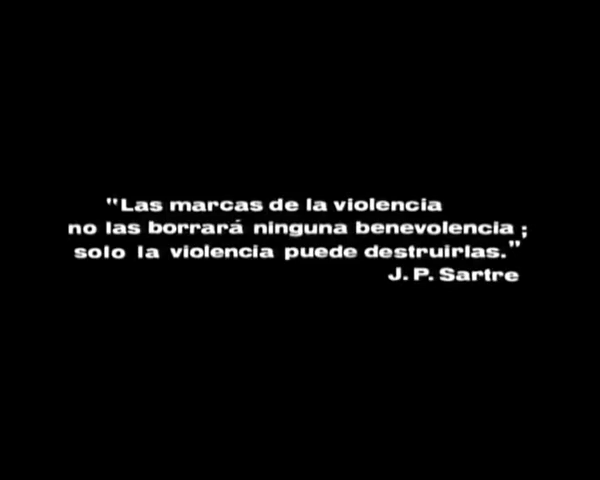 "Las marcas de la violencia
no las borrará ninguna benevolencia ;
solo la violencia puede destruirlas."
J. P. Sartre